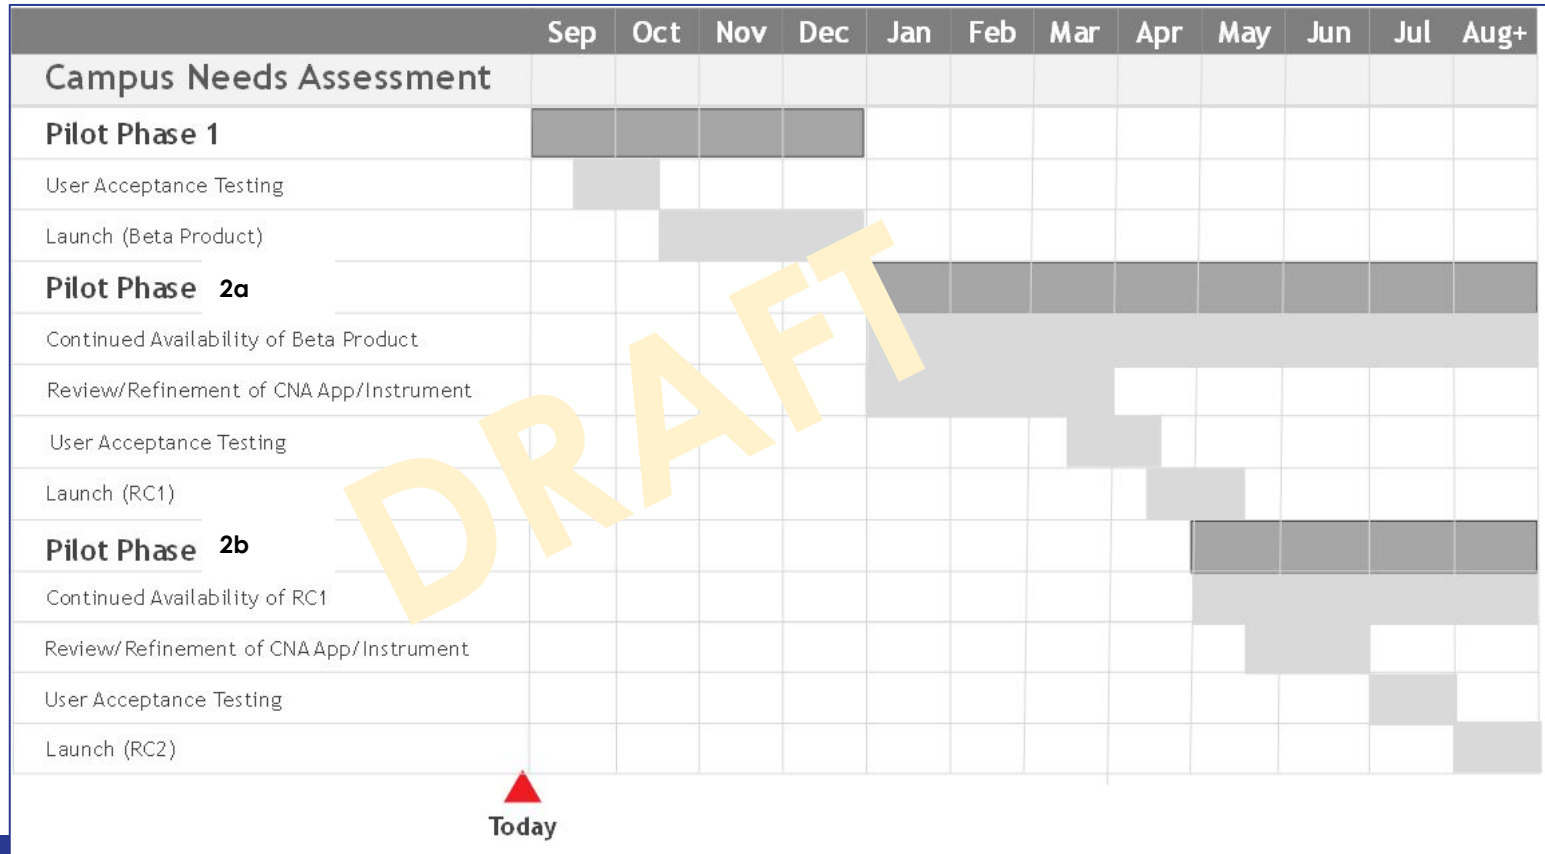 Sep Oct Nov Dec Jan Feb Mar Apr May Jun Jul Aug+
Campus Needs Assessment
Pilot Phase 1
User Acceptance Testing
Launch (Beta Product)
Pilot Phase 2a
Continued Availability of Beta Product
Review/Refinement of CNA App/Instrument
User Acceptance Testing
Launch (RC1)
Pilot Phase 2b
Continued Availability of RC1
Review/Refinement of CNA App/Instrument
User Acceptance Testing
Launch (RC2)
DRAFT
Today